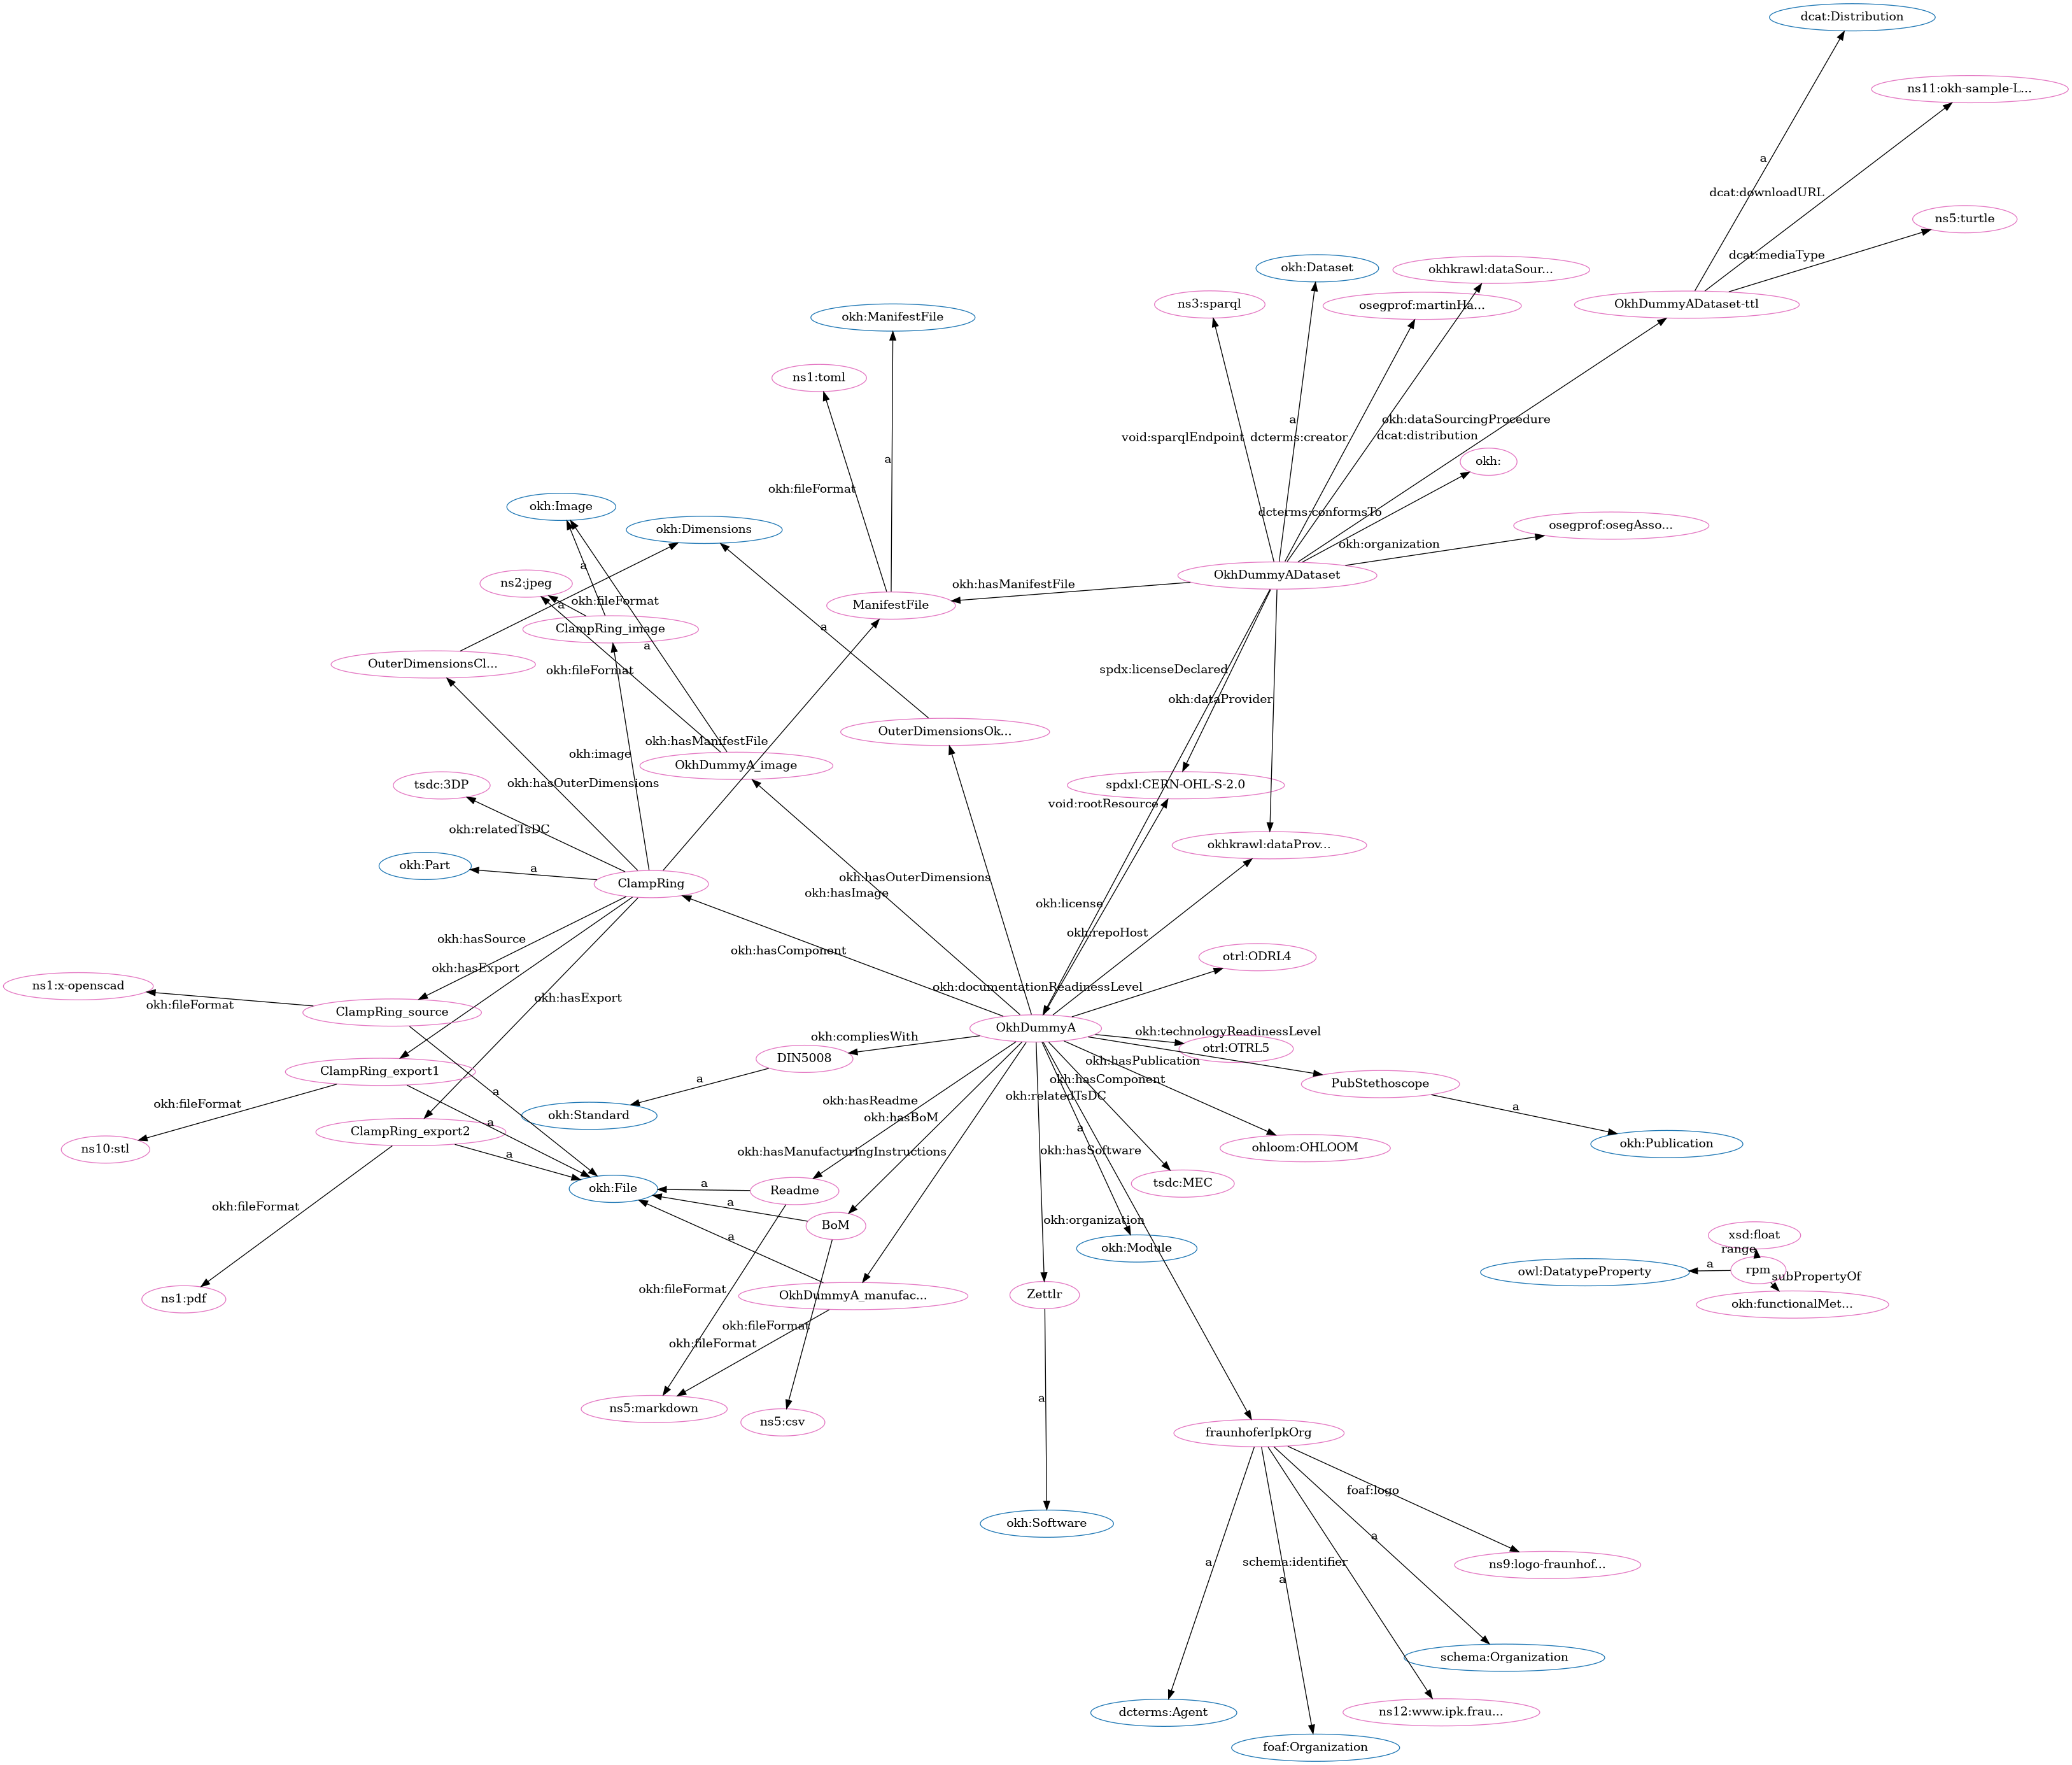 dcat:Distribution
ns11:okh-sample-L...
a
dcat:downloadURL
ns5:turtle
dcat:mediaType
okh:Dataset
okhkrawl:dataSour...
ns3:sparql
osegprof:martinHa...
OkhDummyADataset-ttl
okh:ManifestFile
ns1:toml
a
okh:dataSourcingProcedure
void:sparqlEndpoint
dcterms:creator
dcat:distribution
a
okh:
okh:fileFormat
okh:Image
dcterms:conformsTo
okh:Dimensions
osegprof:osegAsso...
okh:organization
a
ns2:jpeg
OkhDummyADataset
okh:hasManifestFile
okh:fileFormat
a
ManifestFile
ClampRing_image
a
a
OuterDimensionsCl...
okh:fileFormat
spdx:licenseDeclared
okh:dataProvider
OuterDimensionsOk...
okh:hasManifestFile
okh:image
OkhDummyA_image
tsdc:3DP
okh:hasOuterDimensions
spdxl:CERN-OHL-S-2.0
void:rootResource
okh:relatedTsDC
okhkrawl:dataProv...
okh:Part
a
ClampRing
okh:hasOuterDimensions
okh:hasImage
okh:license
okh:repoHost
okh:hasSource
okh:hasComponent
otrl:ODRL4
okh:hasExport
ns1:x-openscad
okh:documentationReadinessLevel
okh:hasExport
okh:fileFormat
ClampRing_source
OkhDummyA
okh:technologyReadinessLevel
okh:compliesWith
otrl:OTRL5
DIN5008
okh:hasPublication
ClampRing_export1
a
okh:hasComponent
PubStethoscope
a
okh:relatedTsDC
okh:fileFormat
okh:hasReadme
a
okh:Standard
okh:hasBoM
a
a
ClampRing_export2
okh:Publication
ns10:stl
a
okh:hasManufacturingInstructions
okh:hasSoftware
ohloom:OHLOOM
a
tsdc:MEC
okh:File
Readme
a
okh:fileFormat
BoM
okh:organization
a
okh:Module
xsd:float
range
a
owl:DatatypeProperty
rpm
subPropertyOf
okh:functionalMet...
okh:fileFormat
OkhDummyA_manufac...
Zettlr
ns1:pdf
okh:fileFormat
okh:fileFormat
a
ns5:markdown
ns5:csv
fraunhoferIpkOrg
foaf:logo
okh:Software
a
a
schema:identifier
a
ns9:logo-fraunhof...
schema:Organization
dcterms:Agent
ns12:www.ipk.frau...
foaf:Organization